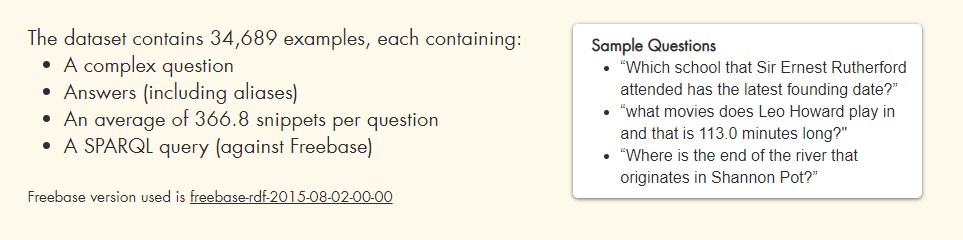 The dataset contains 34,689 examples, each containing:
• A complex question
• Answers (including aliases)
• An average of 366.8 snippets per question
• A SPARQL query (against Freebase)
Freebase version used is freebase-rdf-2015-08-02-00-00
Sample Questions
• “Which school that Sir Ernest Rutherford
attended has the latest founding date?”
• “what movies does Leo Howard play in
and that is 113.0 minutes long?"
• “Where is the end of the river that
originates in Shannon Pot?”